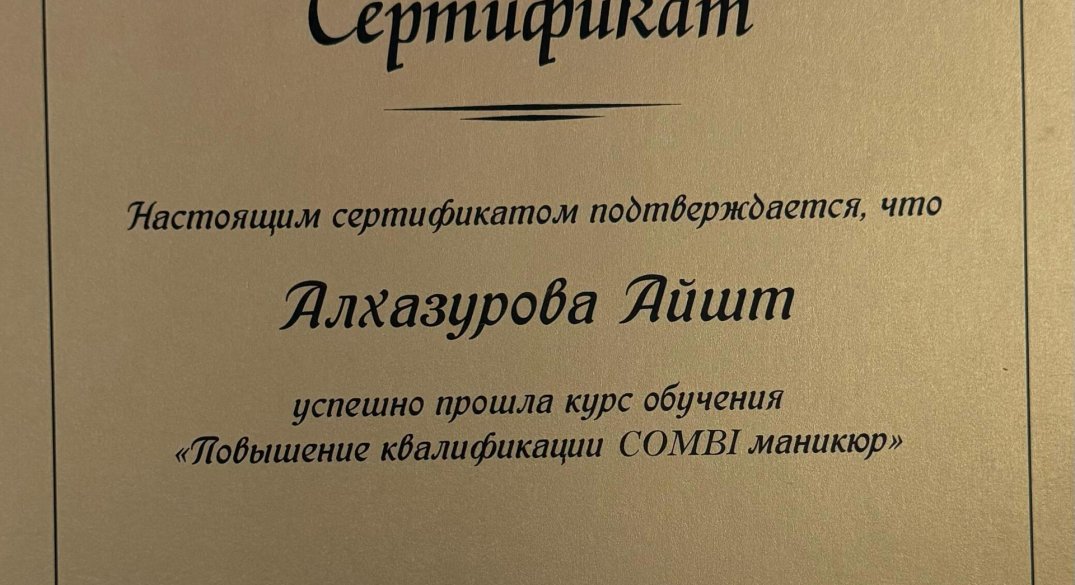 Сертификат
Настоящим сертификатом подтверждается, что
Алхазурова Айшт
успешно прошла курс обучения
«Повышение квалификации COMBI маникюр»